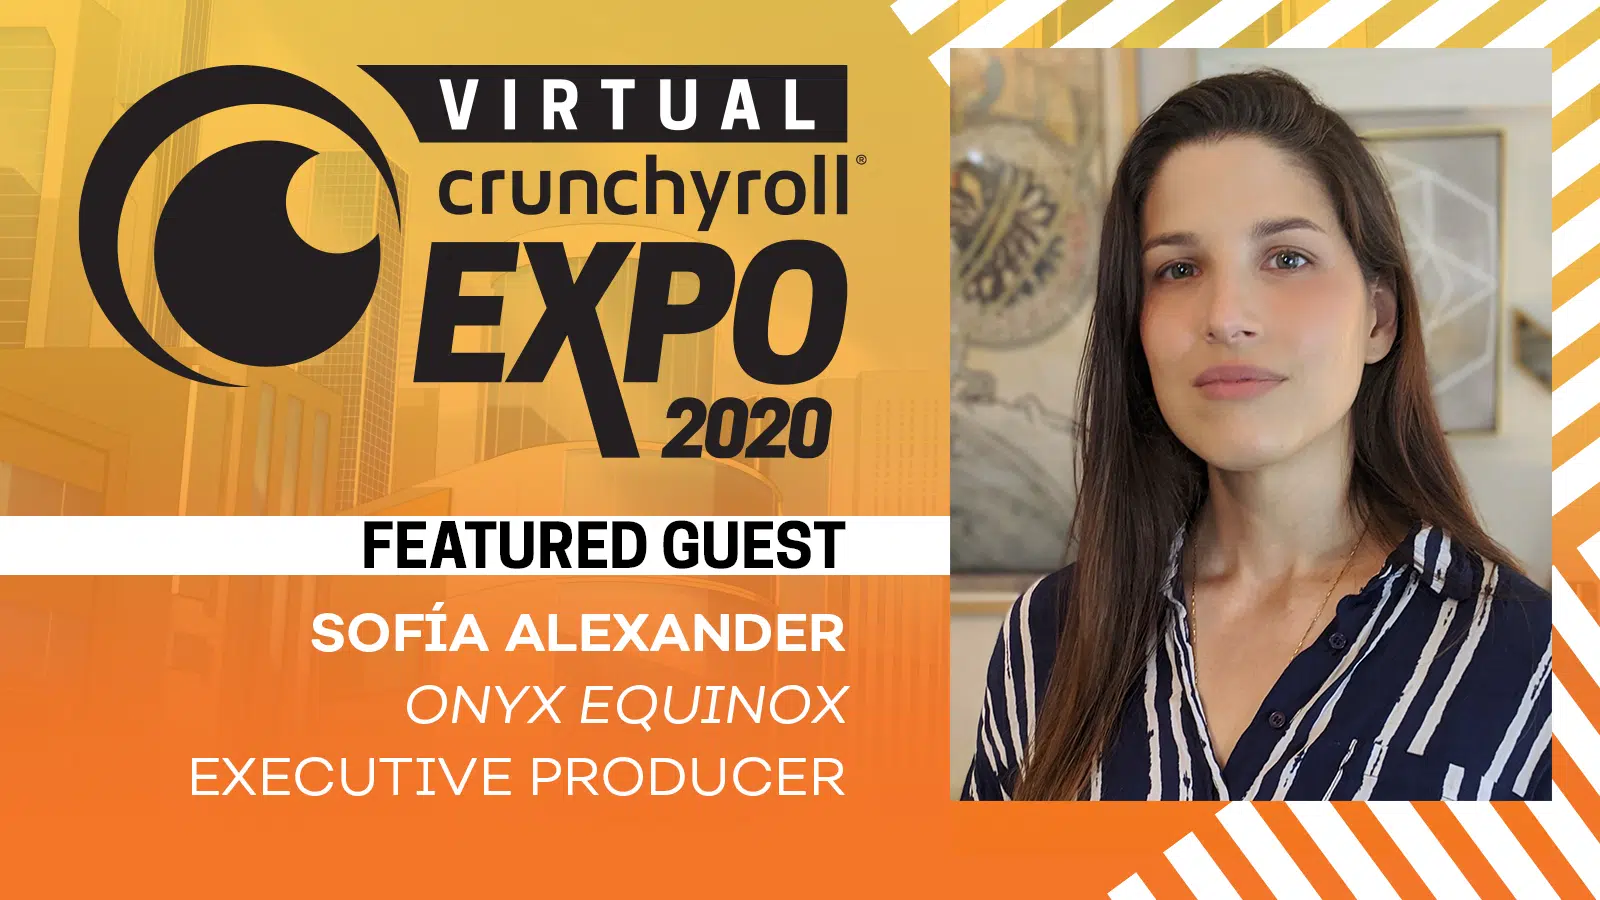 VIRTUAL
crunchyroll®
EXPO
2020
FEATURED GUEST
SOFÍA ALEXANDER
ONYX EQUINOX
EXECUTIVE PRODUCER